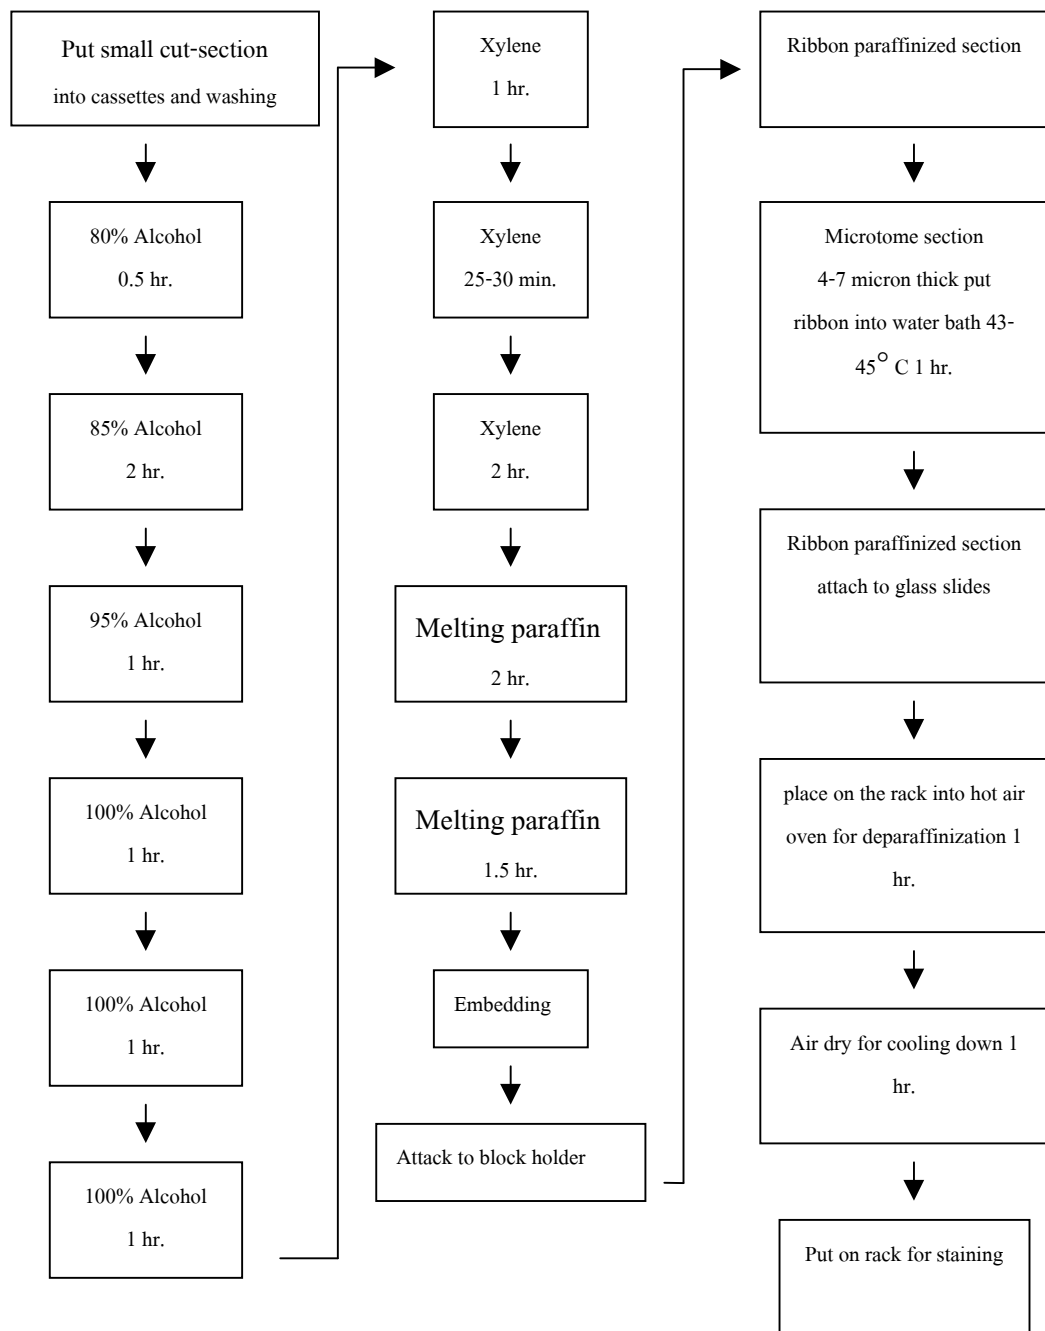 Put small cut-section
into cassettes and washing
80% Alcohol
0.5 hr.
85% Alcohol
2 hr.
95% Alcohol
1 hr.
100% Alcohol
1 hr.
100% Alcohol
1 hr.
100% Alcohol
1 hr.
Xylene
1 hr.
Xylene
25-30 min.
Xylene
2 hr.
Melting paraffin
2 hr.
Melting paraffin
1.5 hr.
Embedding
Attack to block holder
Ribbon paraffinized section
Microtome section
4-7 micron thick put
ribbon into water bath 43-
45° C 1 hr.
Ribbon paraffinized section
attach to glass slides
place on the rack into hot air
oven for deparaffinization 1
hr.
Air dry for cooling down 1
hr.
Put on rack for staining